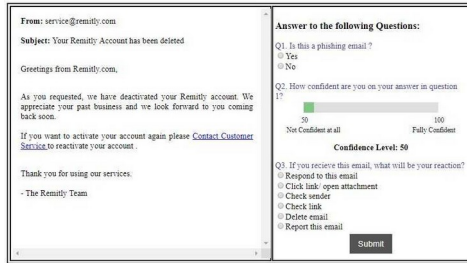 From: service@remitly.com
Subject: Your Remitly Account has been deleted
Greetings from Remitly.com,
As you requested, we have deactivated your Remitly account. We
appreciate your past business and we look forward to you coming
back soon.
If you want to activate your account again please Contact Customer
Service to reactivate your account .
Thank you for using our services.
- The Remitly Team
Answer to the following Questions:
Q1. Is this a phishing email ?
Yes
No
Q2. How confident are you on your answer in question
1?
50 100
Not Confident at all Fully Confident
Confidence Level: 50
Q3. If you recieve this email, what will be your reaction?
Respond to this email
Click link/ open attachment
Check sender
Check link
Delete email
Report this email
Submit